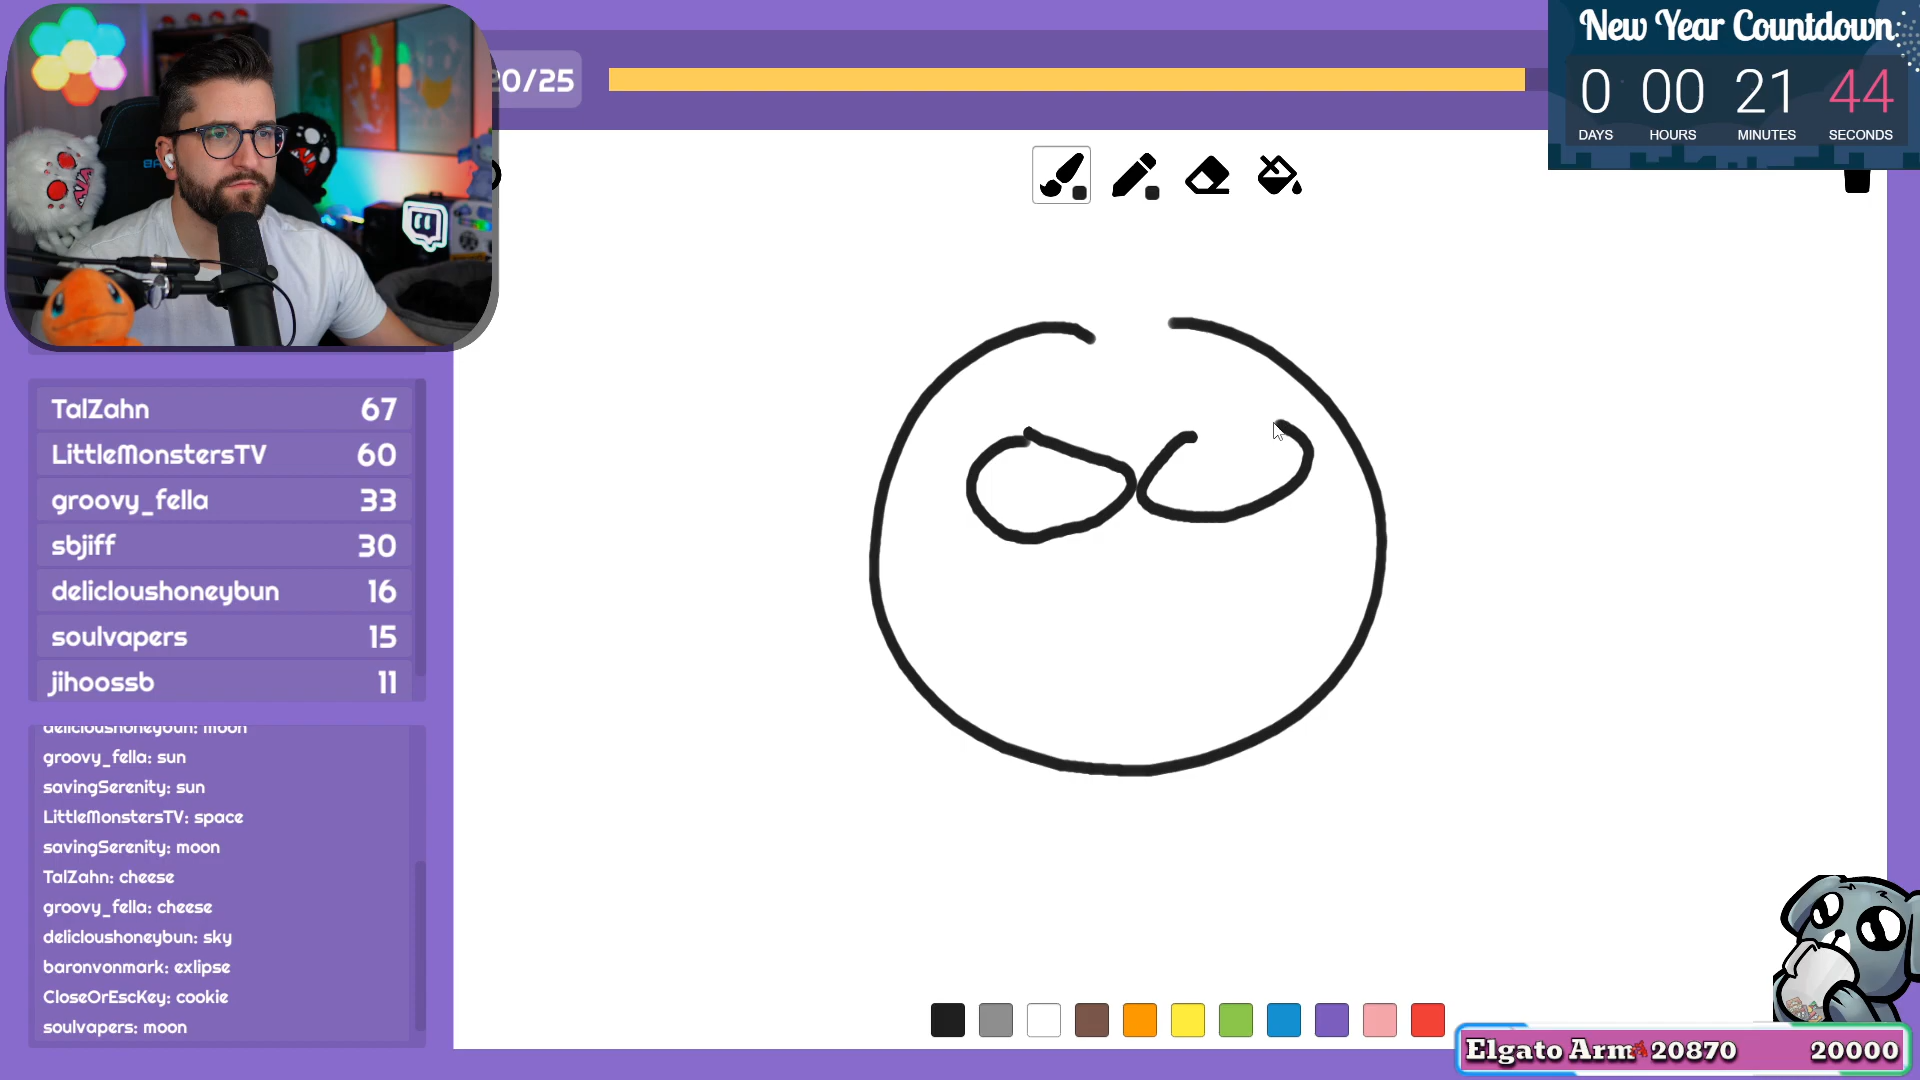 20/25
New Year Countdown
0 00 21 44
DAYS HOURS MINUTES SECONDS
TalZahn 67
LittleMonstersTV 60
groovy_fella 33
sbjiff 30
delicloushoneybun 16
soulvapers 15
jihoossb 11
delicloushoneybun: moon
groovy_fella: sun
savingSerenity: sun
LittleMonstersTV: space
savingSerenity: moon
TalZahn: cheese
groovy_fella: cheese
delicloushoneybun: sky
baronvonmark: exlipse
CloseOrEscKey: cookie
soulvapers: moon
Elgato Arm 20870 20000